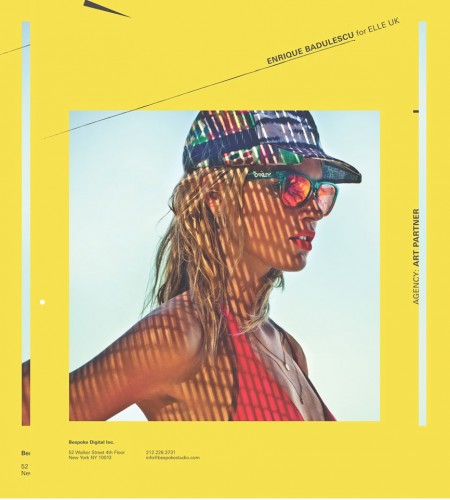 ENRIQUE BADULESCU for ELLE UK
AGENCY: ART PARTNER
Bespoke Digital Inc.
52 Walker Street 4th Floor
New York NY 10013
212.226.3731
info@bespokestudio.com
52